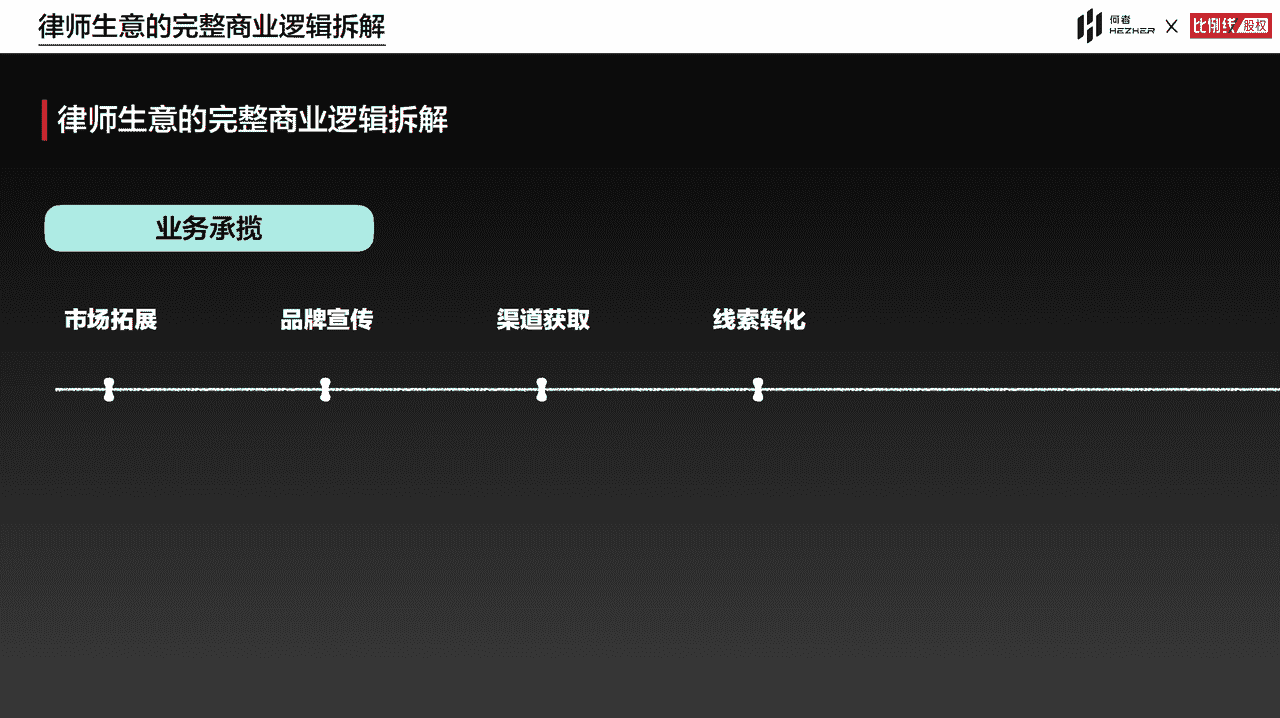 律师生意的完整商业逻辑拆解
何者
HEZHER
X
比例线
股权
律师生意的完整商业逻辑拆解
业务承揽
市场拓展 品牌宣传 渠道获取 线索转化